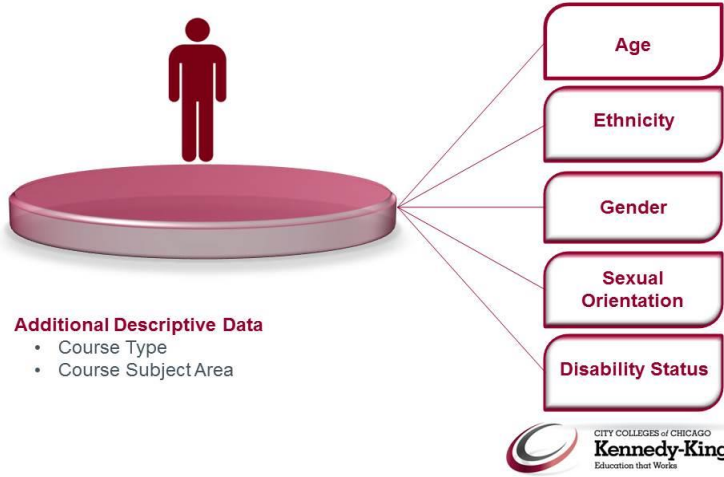 Age
Ethnicity
Gender
Sexual
Orientation
Disability Status
Additional Descriptive Data
• Course Type
• Course Subject Area
CITY COLLEGES of CHICAGO
Kennedy-King
Education that Works